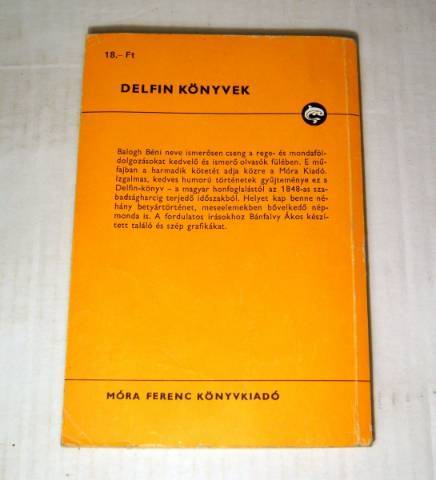 18.– Ft
DELFIN KÖNYVEK
Balogh Béni neve ismerősen cseng a rege- és mondaföl-
dolgozásokat kedvelő és ismerő olvasók fülében. E mű-
fajban a harmadik kötetét adja közre a Móra Kiadó.
Izgalmas, kedves humorú történetek gyűjteménye ez a
Delfin-könyv – a magyar honfoglalástól az 1848-as sza-
badságharcig terjedő időszakból. Helyet kap benne né-
hány betyártörténet, meseelemekben bővelkedő nép-
monda is. A fordulatos írásokhoz Bánfalvy Ákos készí-
tett találó és szép grafikákat.
MÓRA FERENC KÖNYVKIADÓ